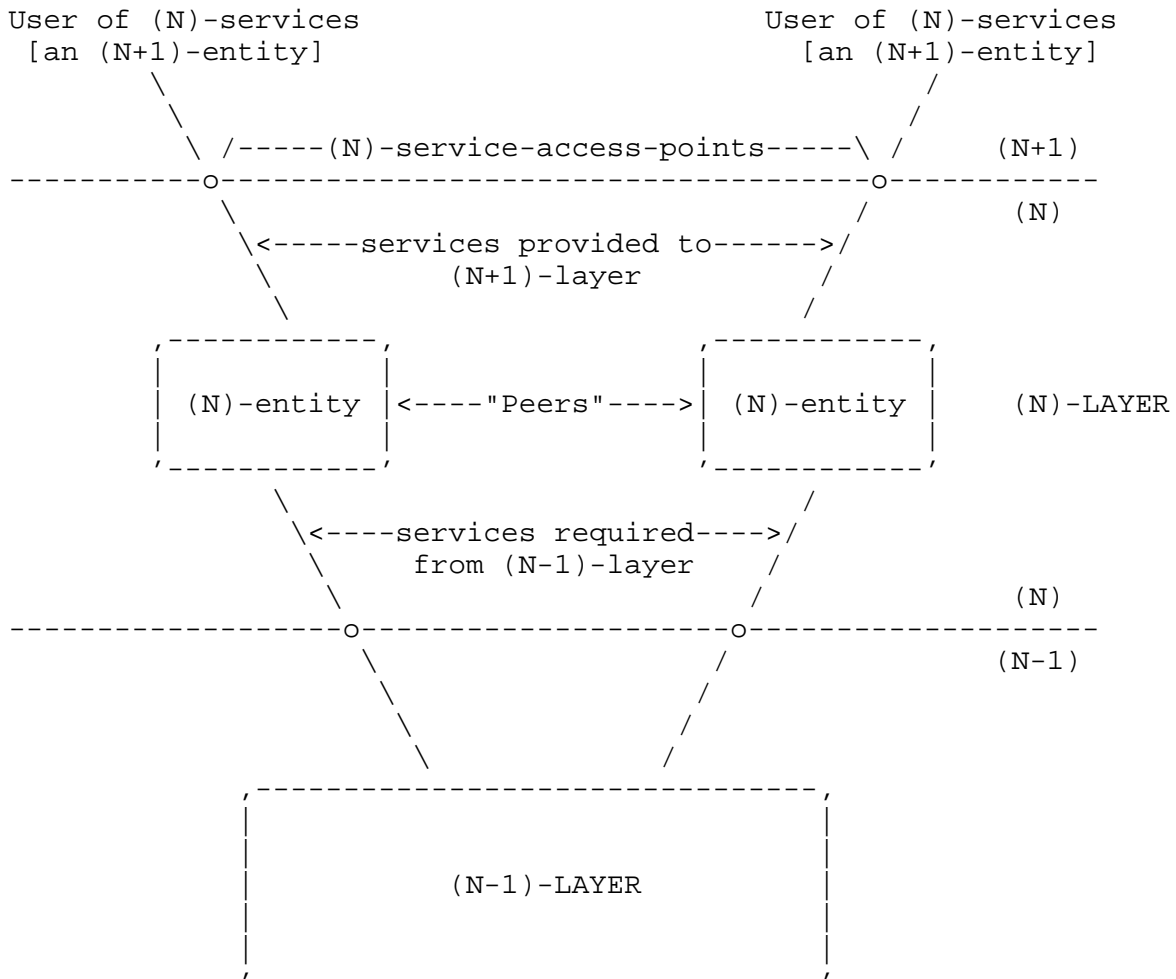 User of (N)-services User of (N)-services
[an (N+1)-entity] [an (N+1)-entity]
(N)-service-access-points (N+1)
(N)
services provided to
(N+1)-layer
(N)-entity "Peers" (N)-entity (N)-LAYER
services required
from (N-1)-layer
(N)
(N-1)
(N-1)-LAYER